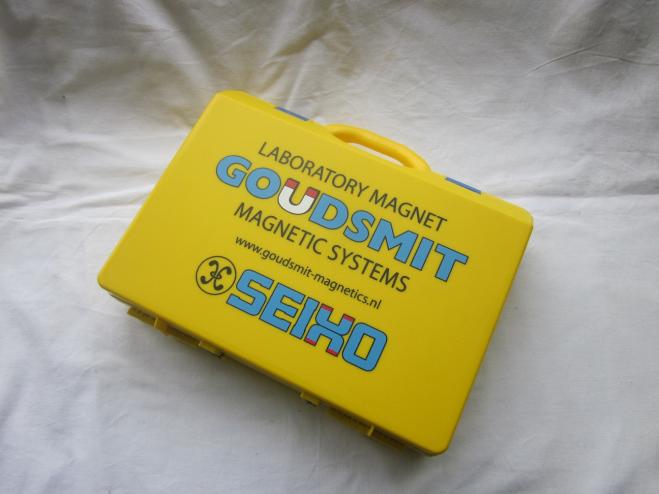 LABORATORY MAGNET
GOUDSMIT
MAGNETIC SYSTEMS
www.goudsmit-magnetics.nl
SEIXO